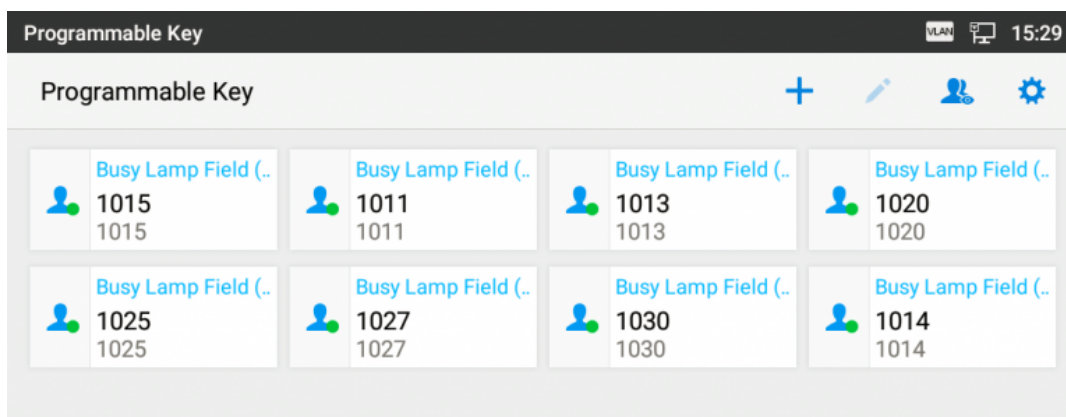 Programmable Key VLAN 15:29
Programmable Key
Busy Lamp Field (.. Busy Lamp Field (.. Busy Lamp Field (.. Busy Lamp Field (..
1015 1011 1013 1020
1015 1011 1013 1020
Busy Lamp Field (.. Busy Lamp Field (.. Busy Lamp Field (.. Busy Lamp Field (..
1025 1027 1030 1014
1025 1027 1030 1014